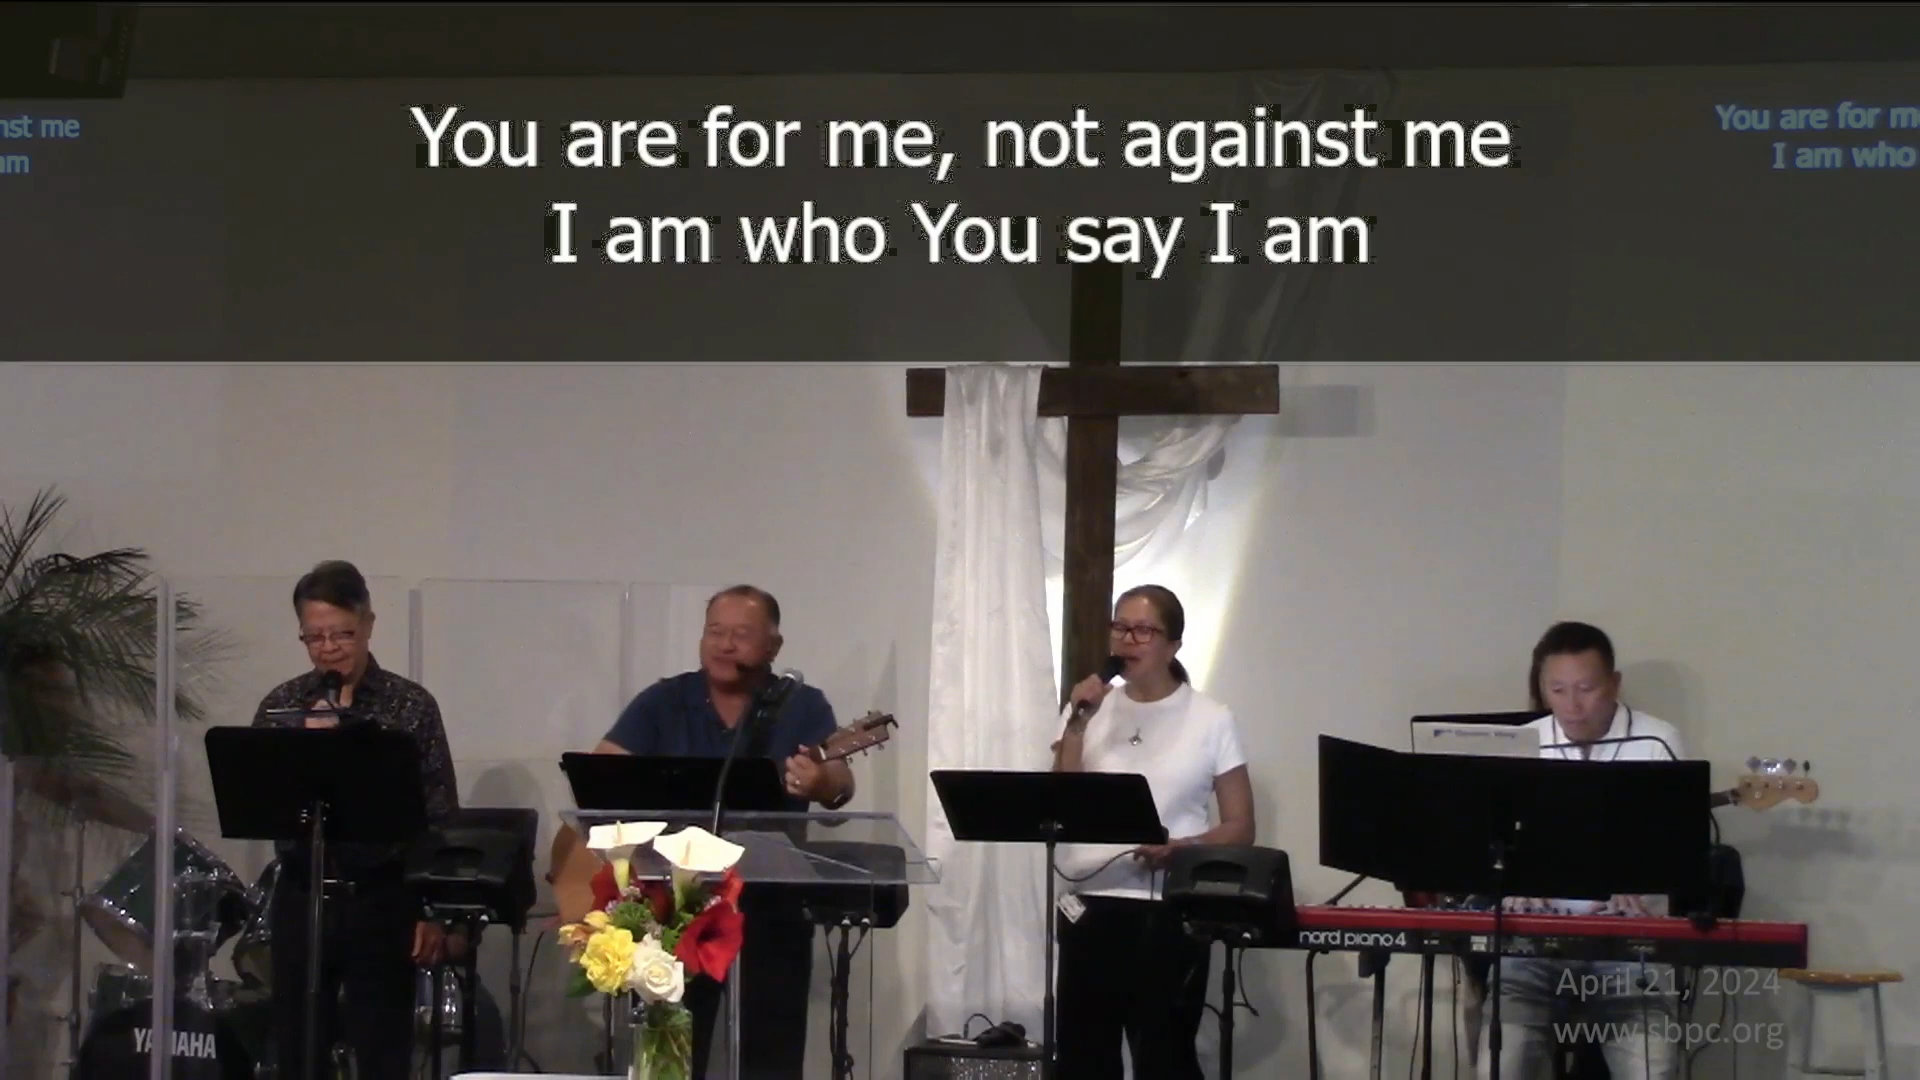 You are for me, not against me
I am who You say I am
nst me
am
You are for me
I am who
nord piano 4
YAMAHA
April 21, 2024
www.sbpc.org